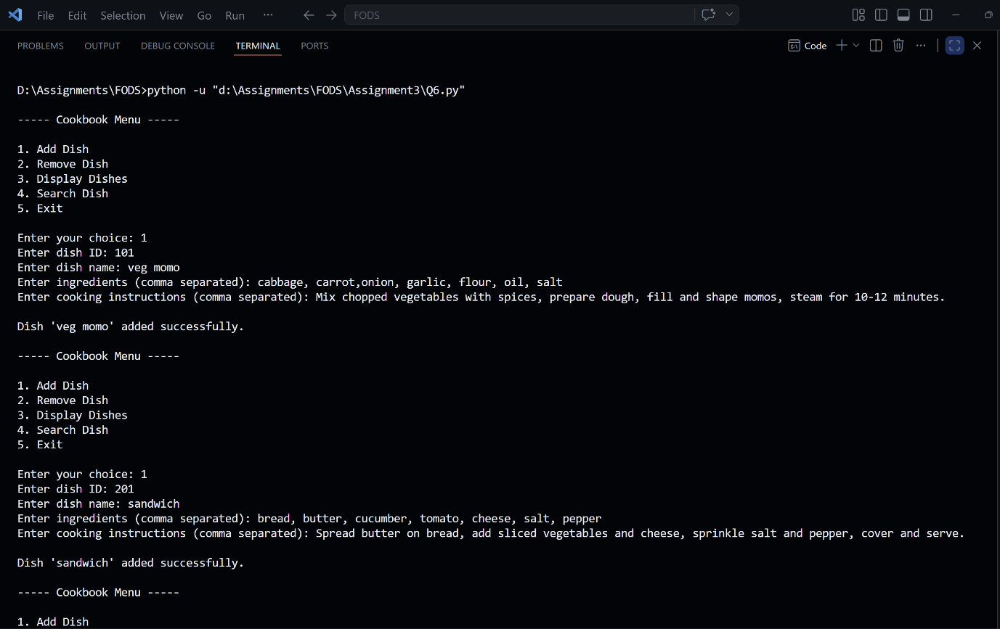 File Edit Selection View Go Run ··· FODS
PROBLEMS OUTPUT DEBUG CONSOLE TERMINAL PORTS Code ···
D:\Assignments\FODS>python -u "d:\Assignments\FODS\Assignment3\Q6.py"
----- Cookbook Menu -----
1. Add Dish
2. Remove Dish
3. Display Dishes
4. Search Dish
5. Exit
Enter your choice: 1
Enter dish ID: 101
Enter dish name: veg momo
Enter ingredients (comma separated): cabbage, carrot,onion, garlic, flour, oil, salt
Enter cooking instructions (comma separated): Mix chopped vegetables with spices, prepare dough, fill and shape momos, steam for 10-12 minutes.
Dish 'veg momo' added successfully.
----- Cookbook Menu -----
1. Add Dish
2. Remove Dish
3. Display Dishes
4. Search Dish
5. Exit
Enter your choice: 1
Enter dish ID: 201
Enter dish name: sandwich
Enter ingredients (comma separated): bread, butter, cucumber, tomato, cheese, salt, pepper
Enter cooking instructions (comma separated): Spread butter on bread, add sliced vegetables and cheese, sprinkle salt and pepper, cover and serve.
Dish 'sandwich' added successfully.
----- Cookbook Menu -----
1. Add Dish